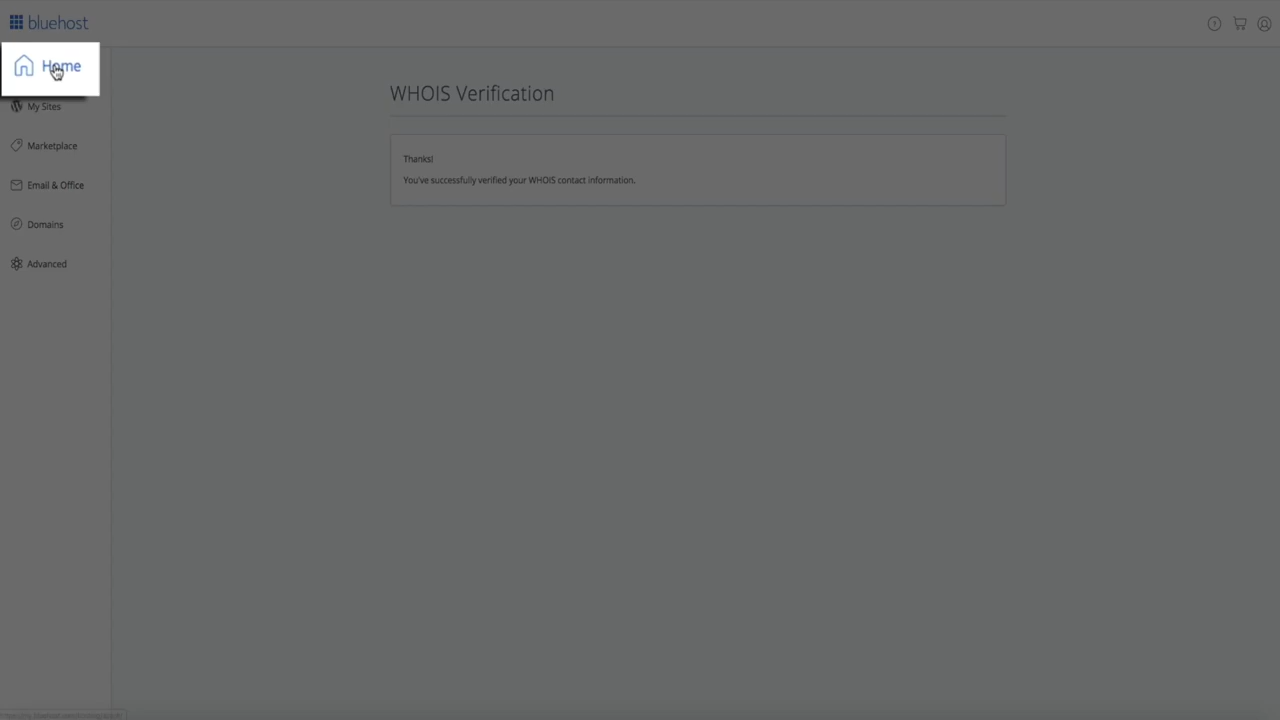 bluehost
Home
My Sites
Marketplace
Email & Office
Domains
Advanced
WHOIS Verification
Thanks!
You've successfully verified your WHOIS contact information.